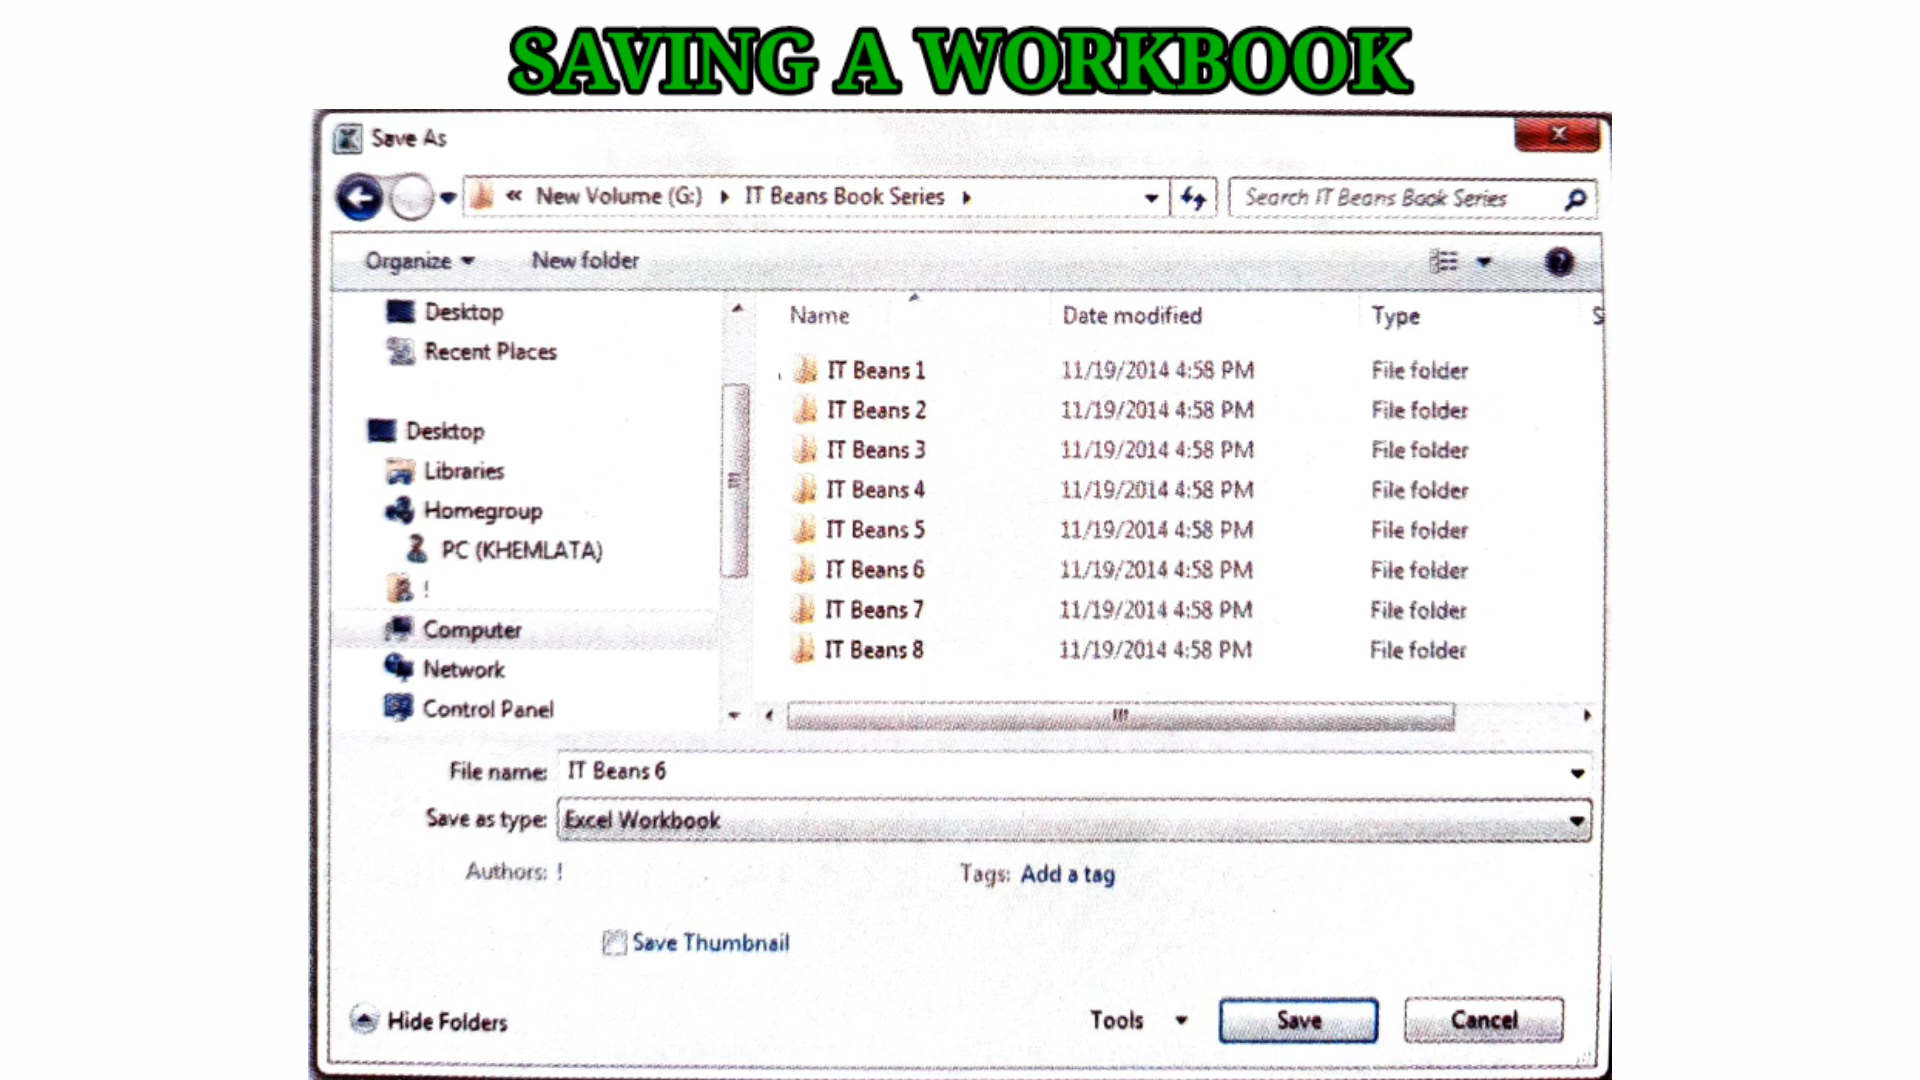 SAVING A WORKBOOK
Save As
« New Volume (G:) IT Beans Book Series
Search IT Beans Book Series
Organize New folder
Desktop
Recent Places
Desktop
Libraries
Homegroup
PC (KHEMLATA)
!
Computer
Network
Control Panel
Name Date modified Type S
IT Beans 1 11/19/2014 4:58 PM File folder
IT Beans 2 11/19/2014 4:58 PM File folder
IT Beans 3 11/19/2014 4:58 PM File folder
IT Beans 4 11/19/2014 4:58 PM File folder
IT Beans 5 11/19/2014 4:58 PM File folder
IT Beans 6 11/19/2014 4:58 PM File folder
IT Beans 7 11/19/2014 4:58 PM File folder
IT Beans 8 11/19/2014 4:58 PM File folder
File name: IT Beans 6
Save as type: Excel Workbook
Authors: ! Tags: Add a tag
Save Thumbnail
Hide Folders Tools Save Cancel